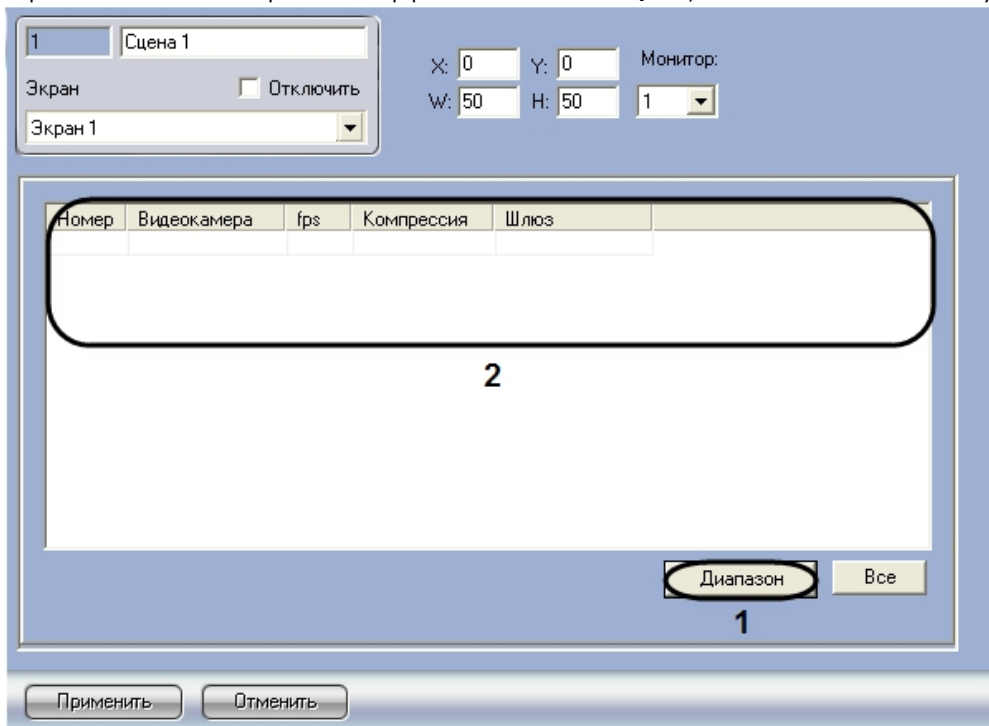 1 Сцена 1
Экран Отключить
Экран 1
X: 0 Y: 0 Монитор:
W: 50 H: 50 1
Номер Видеокамера fps Компрессия Шлюз
2
Диапазон Все
1
Применить Отменить